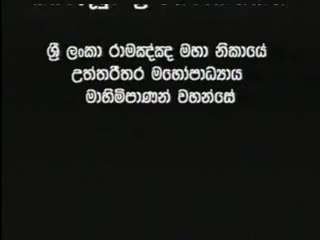 ශ්‍රී ලංකා රාමඤ්ඤ මහා නිකායේ
උත්තරීතර මහෝපාධ්‍යාය
මාහිමිපාණන් වහන්සේ